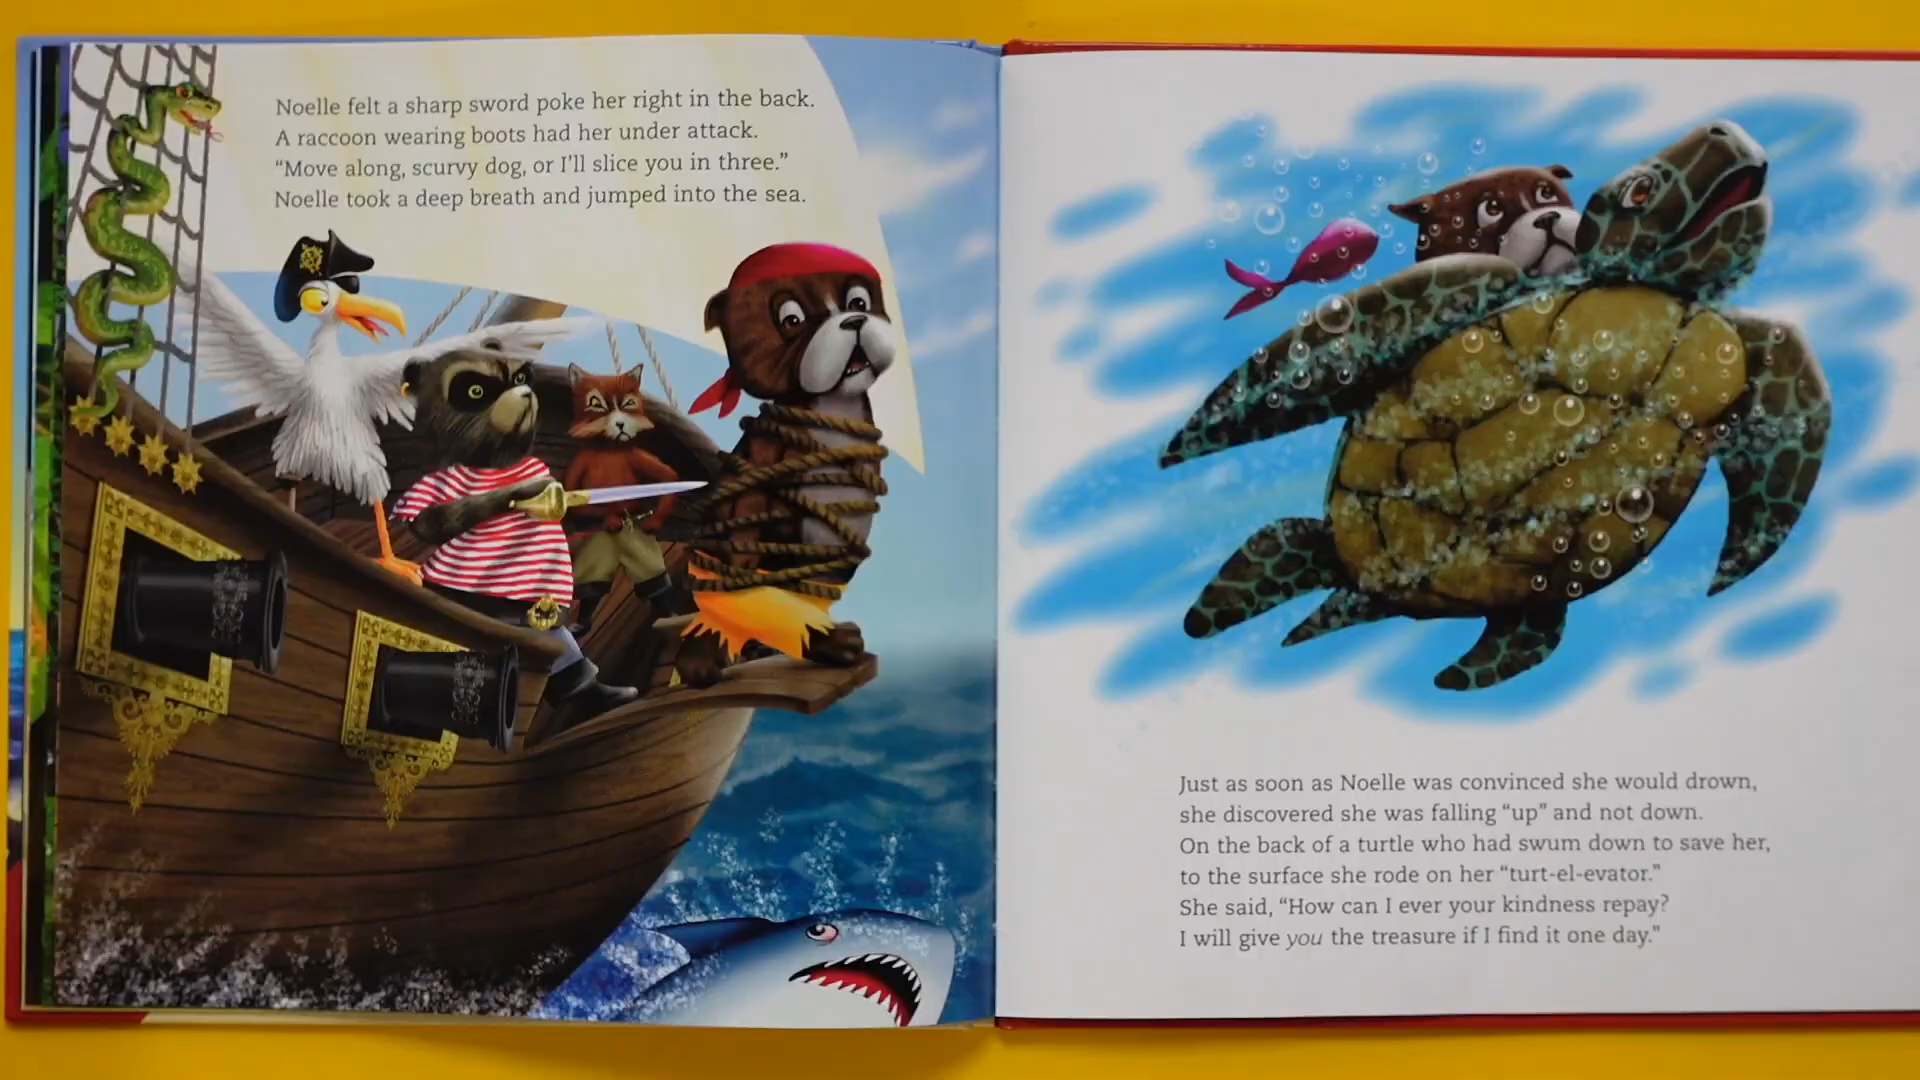 Noelle felt a sharp sword poke her right in the back.
A raccoon wearing boots had her under attack.
“Move along, scurvy dog, or I’ll slice you in three.”
Noelle took a deep breath and jumped into the sea.
Just as soon as Noelle was convinced she would drown,
she discovered she was falling “up” and not down.
On the back of a turtle who had swum down to save her,
to the surface she rode on her “turt-el-evator.”
She said, “How can I ever your kindness repay?
I will give you the treasure if I find it one day.”